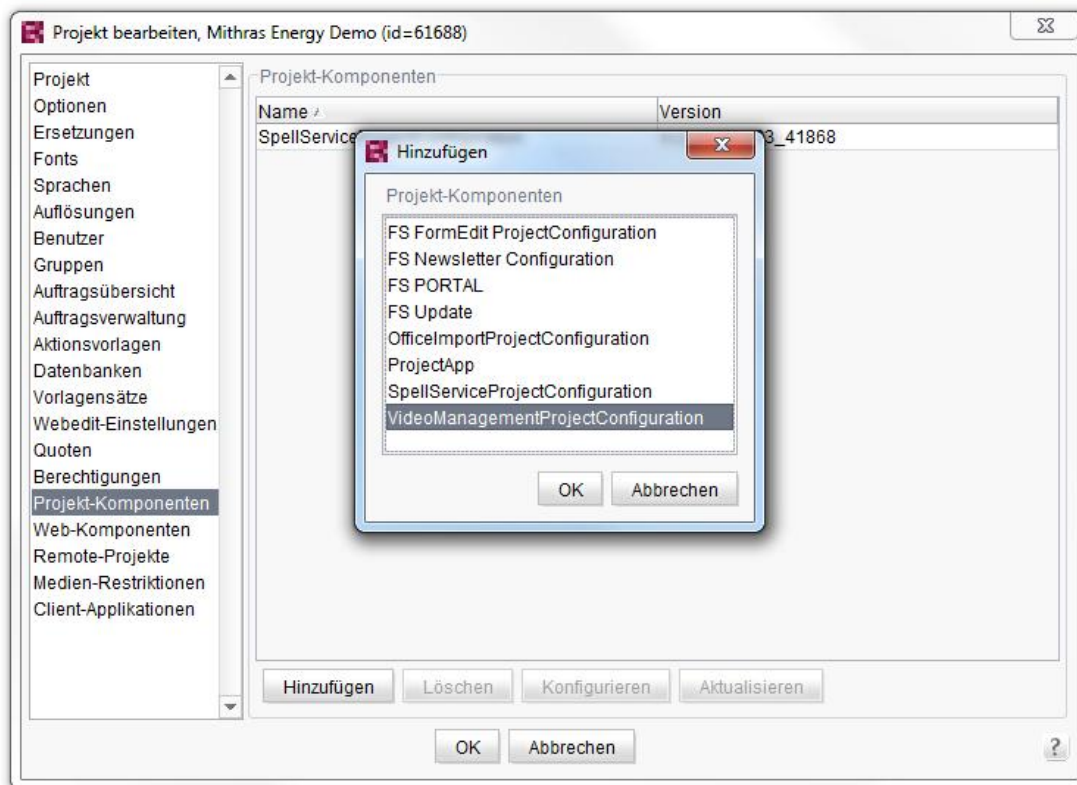 Projekt bearbeiten, Mithras Energy Demo (id=61688)
Projekt
Optionen
Ersetzungen
Fonts
Sprachen
Auflösungen
Benutzer
Gruppen
Auftragsübersicht
Auftragsverwaltung
Aktionsvorlagen
Datenbanken
Vorlagensätze
Webedit-Einstellungen
Quoten
Berechtigungen
Projekt-Komponenten
Web-Komponenten
Remote-Projekte
Medien-Restriktionen
Client-Applikationen
Projekt-Komponenten
Name Version
SpellService 3_41868
Hinzufügen
Projekt-Komponenten
FS FormEdit ProjectConfiguration
FS Newsletter Configuration
FS PORTAL
FS Update
OfficeImportProjectConfiguration
ProjectApp
SpellServiceProjectConfiguration
VideoManagementProjectConfiguration
OK Abbrechen
Hinzufügen Löschen Konfigurieren Aktualisieren
OK Abbrechen ?